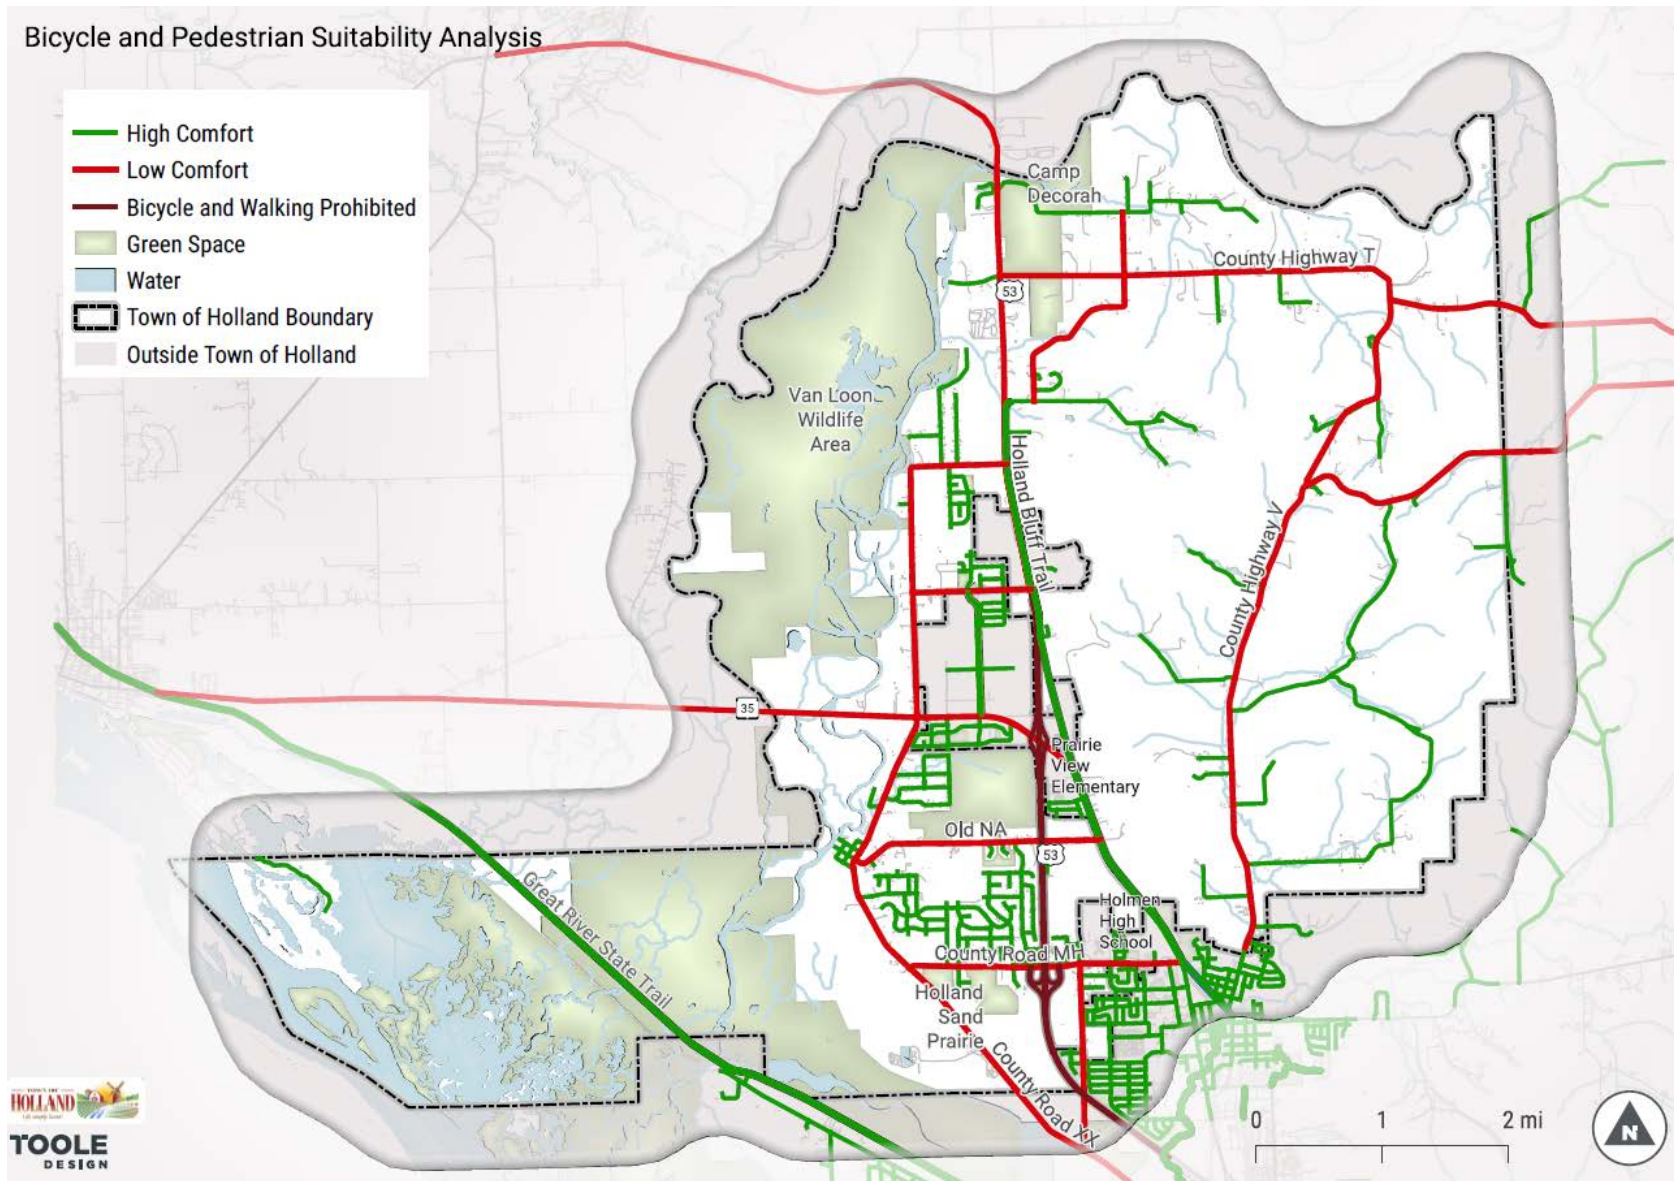 Bicycle and Pedestrian Suitability Analysis
High Comfort
Low Comfort
Bicycle and Walking Prohibited
Green Space
Water
Town of Holland Boundary
Outside Town of Holland
Camp
Decorah
County Highway T
53
Van Loon
Wildlife
Area
Holland Bluff Trail
County Highway V
35
Prairie
View
Elementary
Old NA
53
Great River State Trail
Holmen
High
School
County Road MH
Holland
Sand
Prairie
County Road XX
TOWN OF
HOLLAND
TOOLE
DESIGN
0 1 2 mi
N